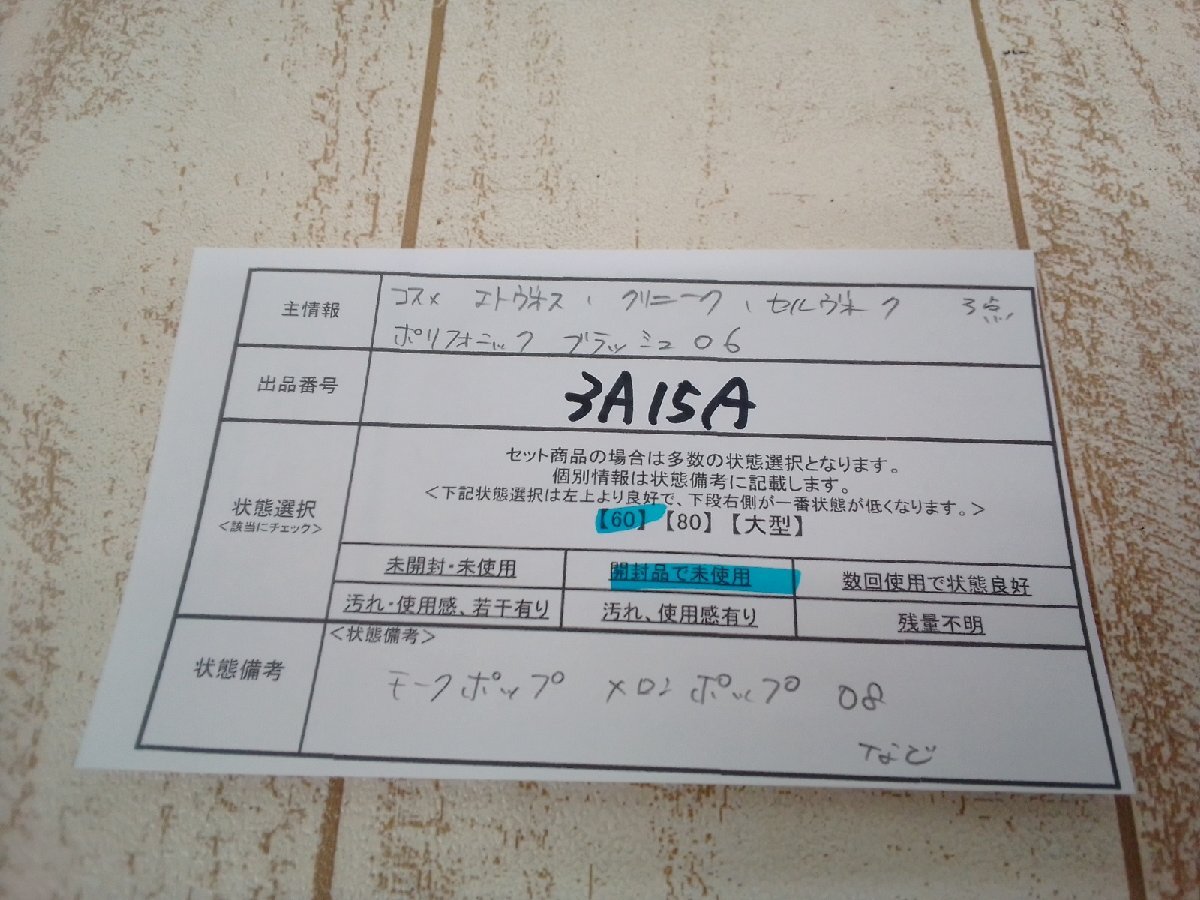 主情報
コスメ エトヴォス、クリニーク、セルヴォーク 3点
ポリフォニック ブラッシュ06
出品番号
3A15A
状態選択
<該当にチェック>
セット商品の場合は多数の状態選択となります。
個別情報は状態備考に記載します。
<下記状態選択は左上より良好で、下段右側が一番状態が低くなります。>
【60】【80】【大型】
未開封・未使用 開封品で未使用 数回使用で状態良好
汚れ・使用感、若干有り 汚れ、使用感有り 残量不明
状態備考
<状態備考>
モークポップ メロンポップ 08
など